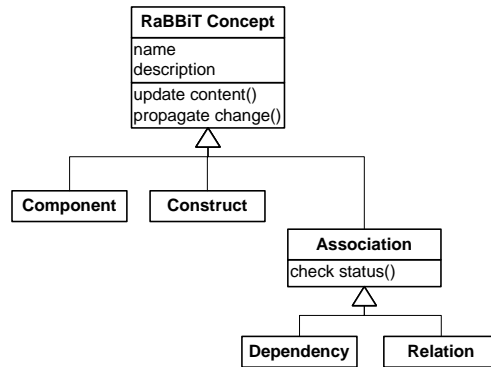 RaBBiT Concept
name
description
update content()
propagate change()
Component
Construct
Association
check status()
Dependency
Relation